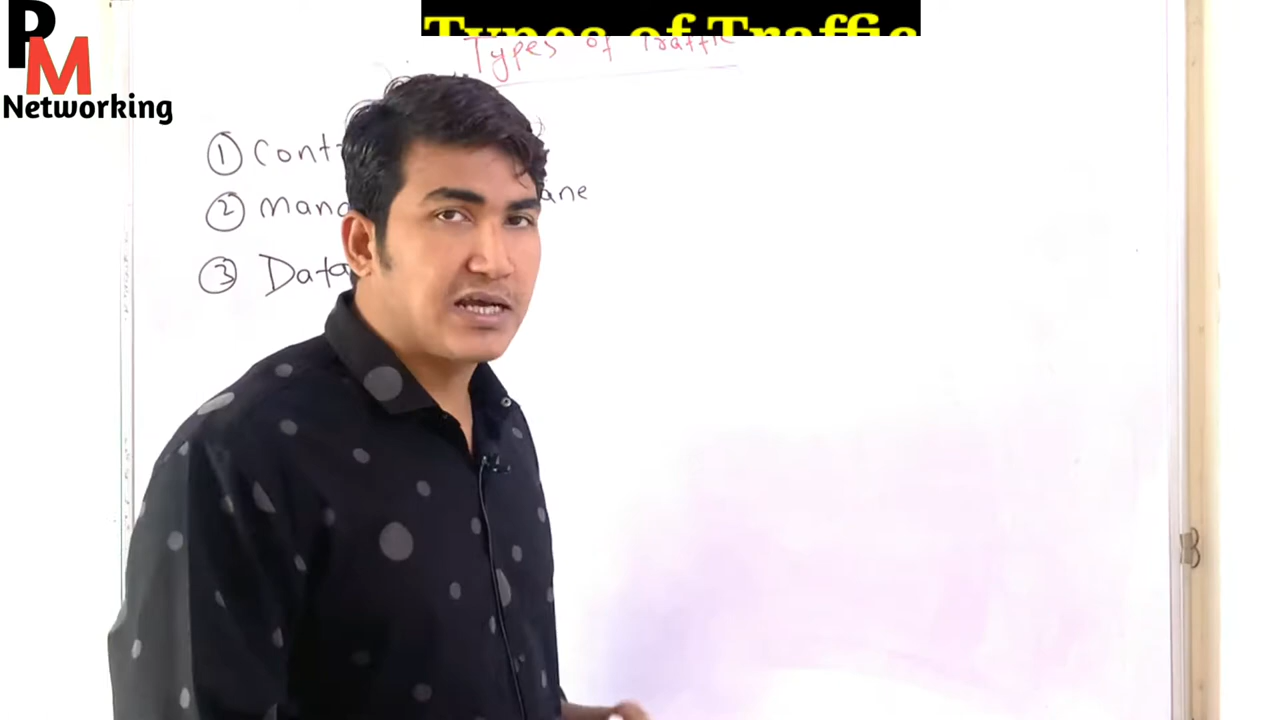 Types of Traffic
PM
Networking
Types of Traffic
① Cont
② mana ane
③ Data